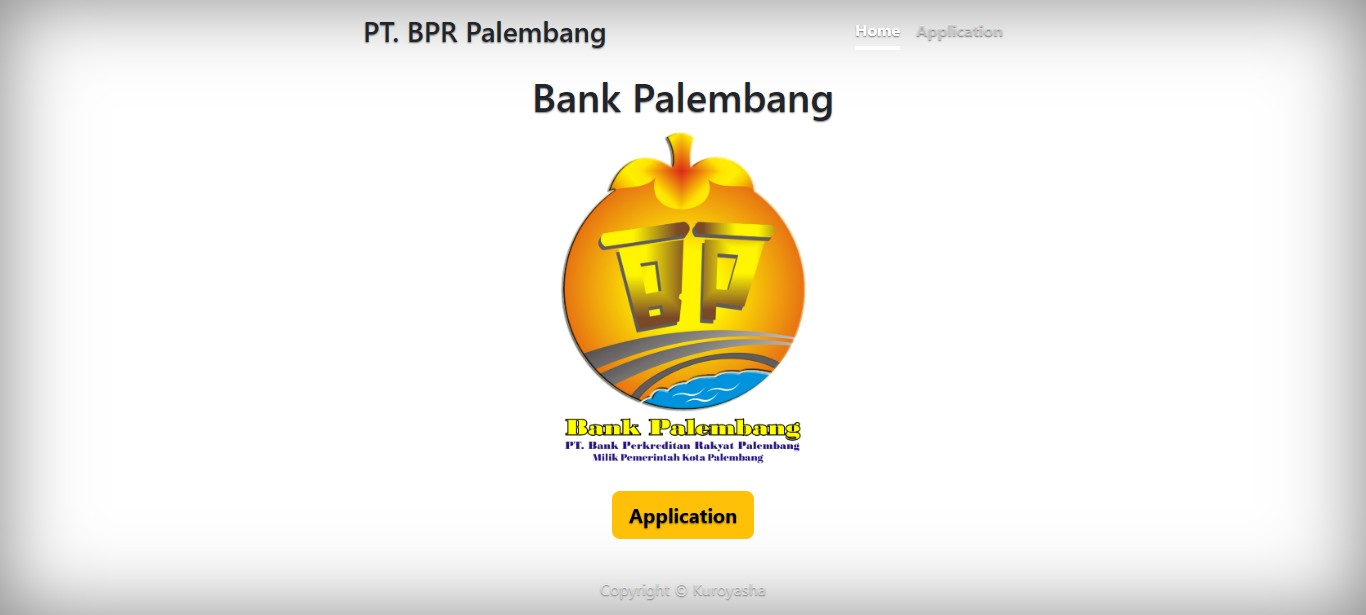 PT. BPR Palembang
Home Application
Bank Palembang
BP
Bank Palembang
PT. Bank Perkreditan Rakyat Palembang
Milik Pemerintah Kota Palembang
Application
Copyright © Kuroyasha